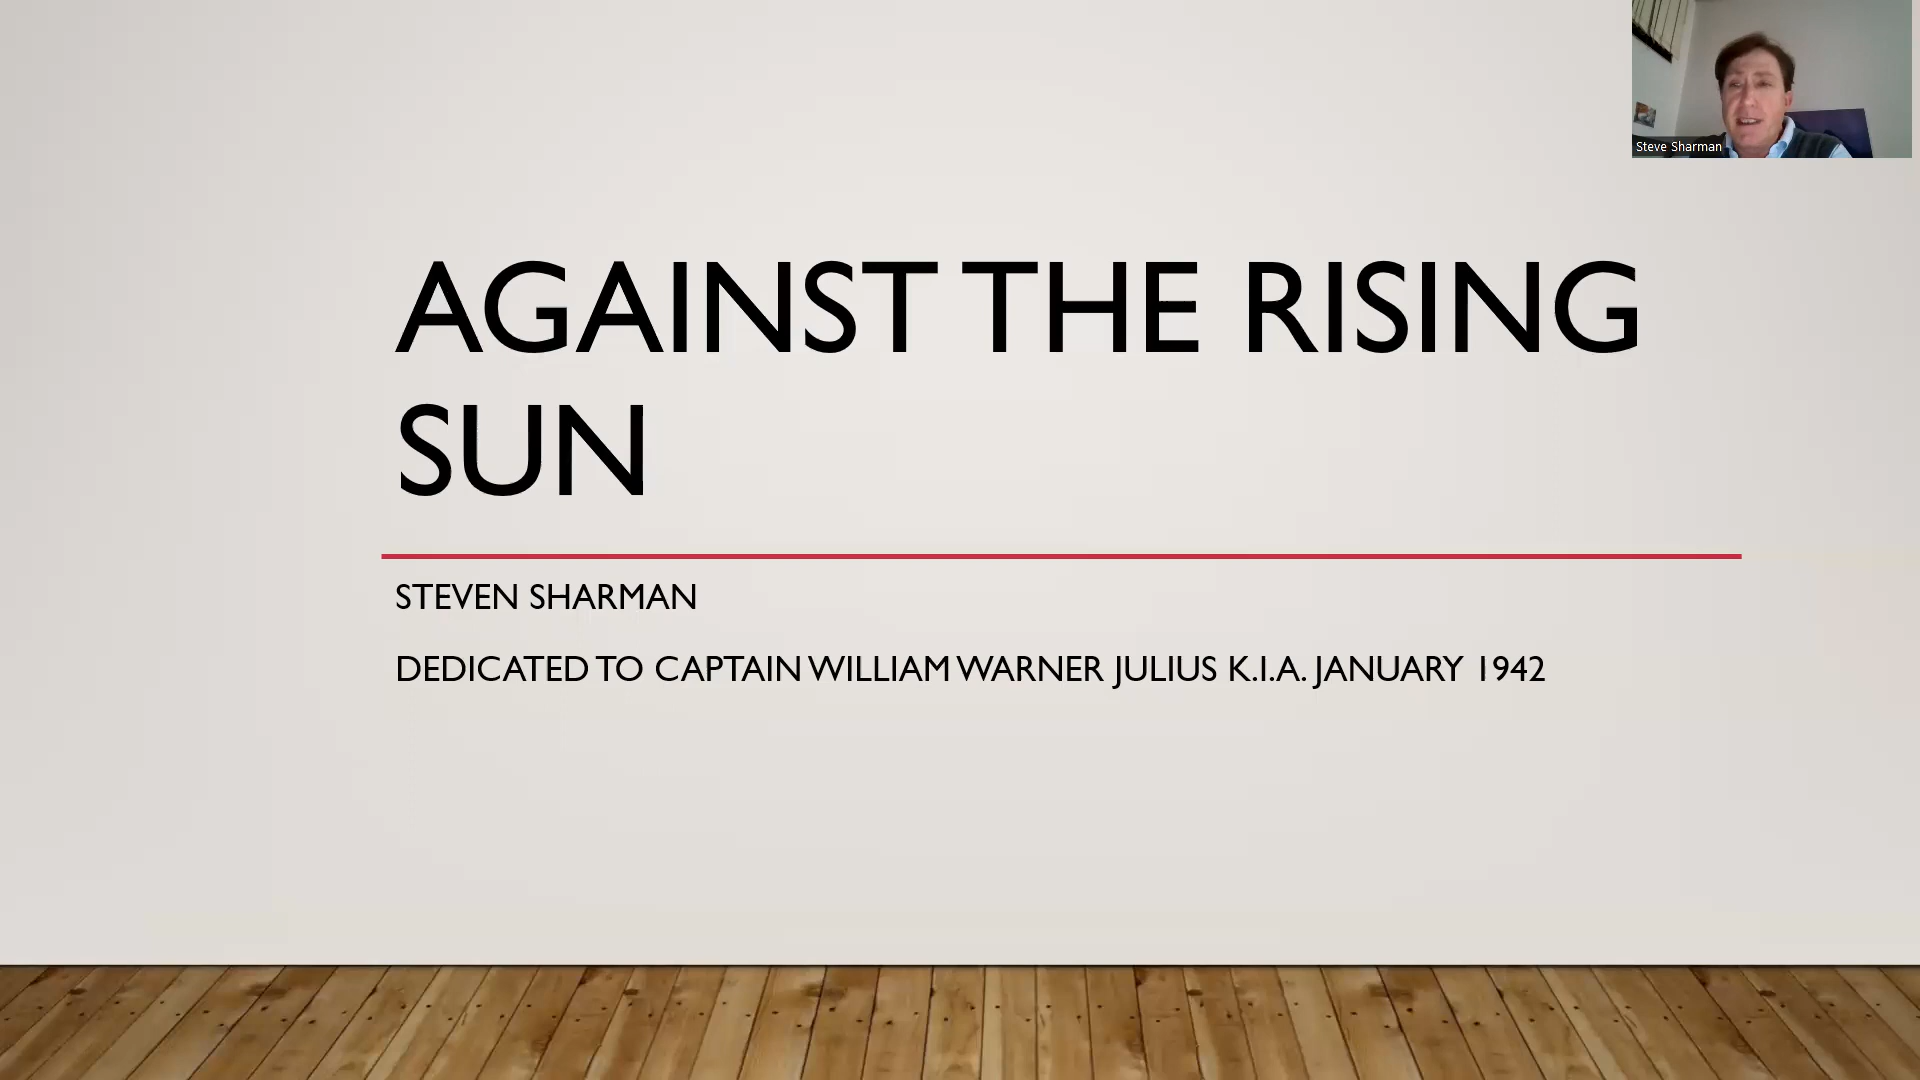 Steve Sharman
AGAINST THE RISING
SUN
STEVEN SHARMAN
DEDICATED TO CAPTAIN WILLIAM WARNER JULIUS K.I.A. JANUARY 1942